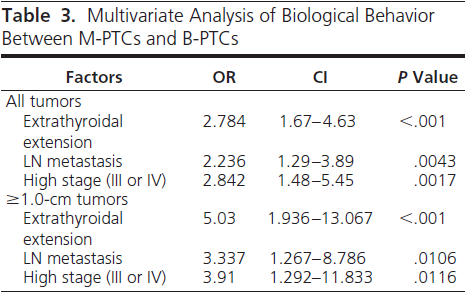 Table 3. Multivariate Analysis of Biological Behavior
Between M-PTCs and B-PTCs
Factors OR CI P Value
All tumors
Extrathyroidal 2.784 1.67–4.63 <.001
extension
LN metastasis 2.236 1.29–3.89 .0043
High stage (III or IV) 2.842 1.48–5.45 .0017
≥1.0-cm tumors
Extrathyroidal 5.03 1.936–13.067 <.001
extension
LN metastasis 3.337 1.267–8.786 .0106
High stage (III or IV) 3.91 1.292–11.833 .0116